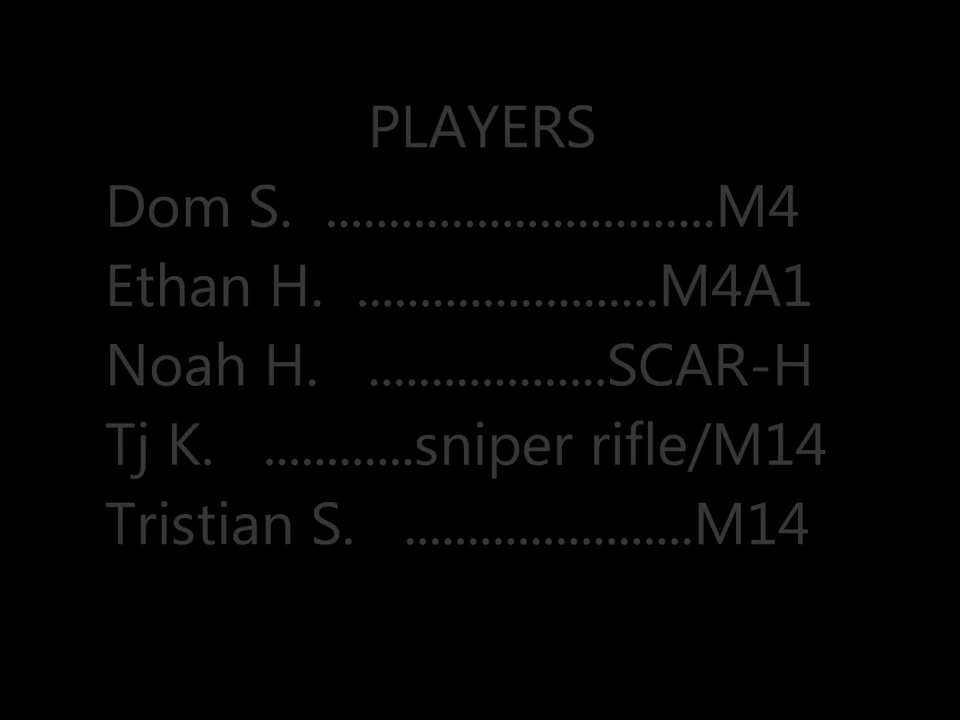 PLAYERS
Dom S. ...............................M4
Ethan H. ........................M4A1
Noah H. ...................SCAR-H
Tj K. ............sniper rifle/M14
Tristian S. .......................M14